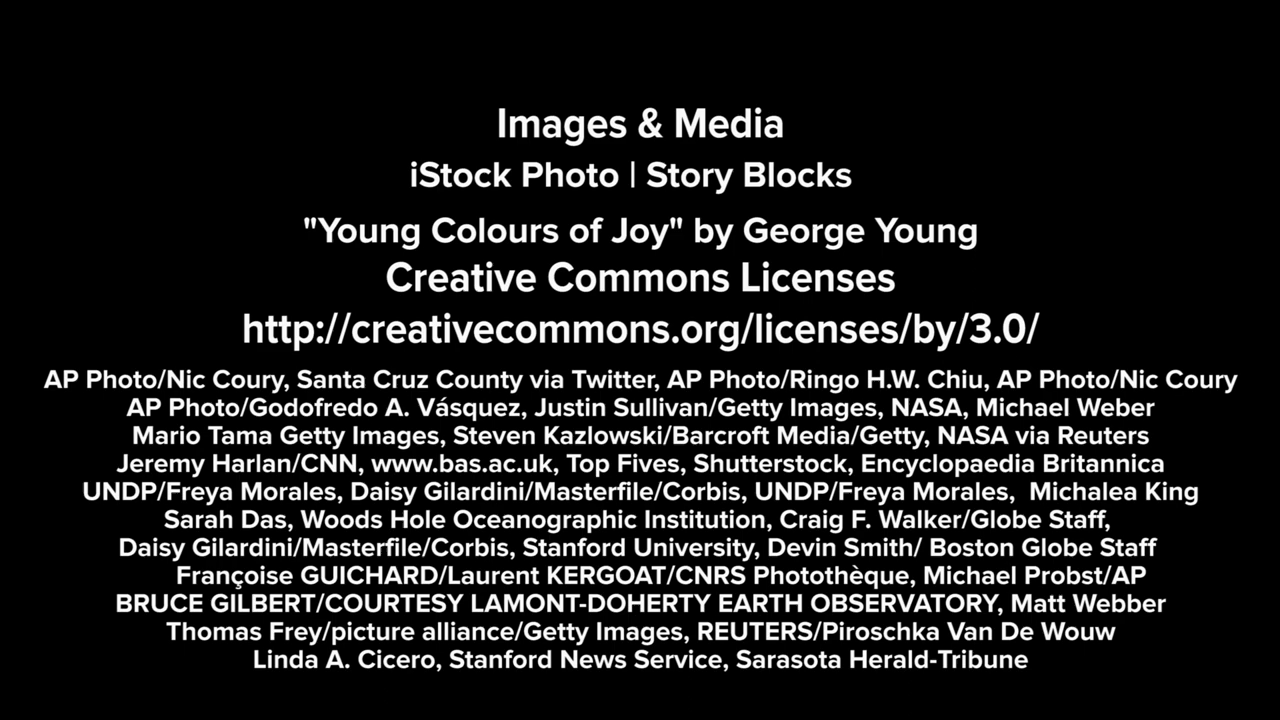 Images & Media
iStock Photo | Story Blocks
"Young Colours of Joy" by George Young
Creative Commons Licenses
http://creativecommons.org/licenses/by/3.0/
AP Photo/Nic Coury, Santa Cruz County via Twitter, AP Photo/Ringo H.W. Chiu, AP Photo/Nic Coury
AP Photo/Godofredo A. Vásquez, Justin Sullivan/Getty Images, NASA, Michael Weber
Mario Tama Getty Images, Steven Kazlowski/Barcroft Media/Getty, NASA via Reuters
Jeremy Harlan/CNN, www.bas.ac.uk, Top Fives, Shutterstock, Encyclopaedia Britannica
UNDP/Freya Morales, Daisy Gilardini/Masterfile/Corbis, UNDP/Freya Morales,  Michalea King
Sarah Das, Woods Hole Oceanographic Institution, Craig F. Walker/Globe Staff,
Daisy Gilardini/Masterfile/Corbis, Stanford University, Devin Smith/ Boston Globe Staff
Françoise GUICHARD/Laurent KERGOAT/CNRS Photothèque, Michael Probst/AP
BRUCE GILBERT/COURTESY LAMONT-DOHERTY EARTH OBSERVATORY, Matt Webber
Thomas Frey/picture alliance/Getty Images, REUTERS/Piroschka Van De Wouw
Linda A. Cicero, Stanford News Service, Sarasota Herald-Tribune